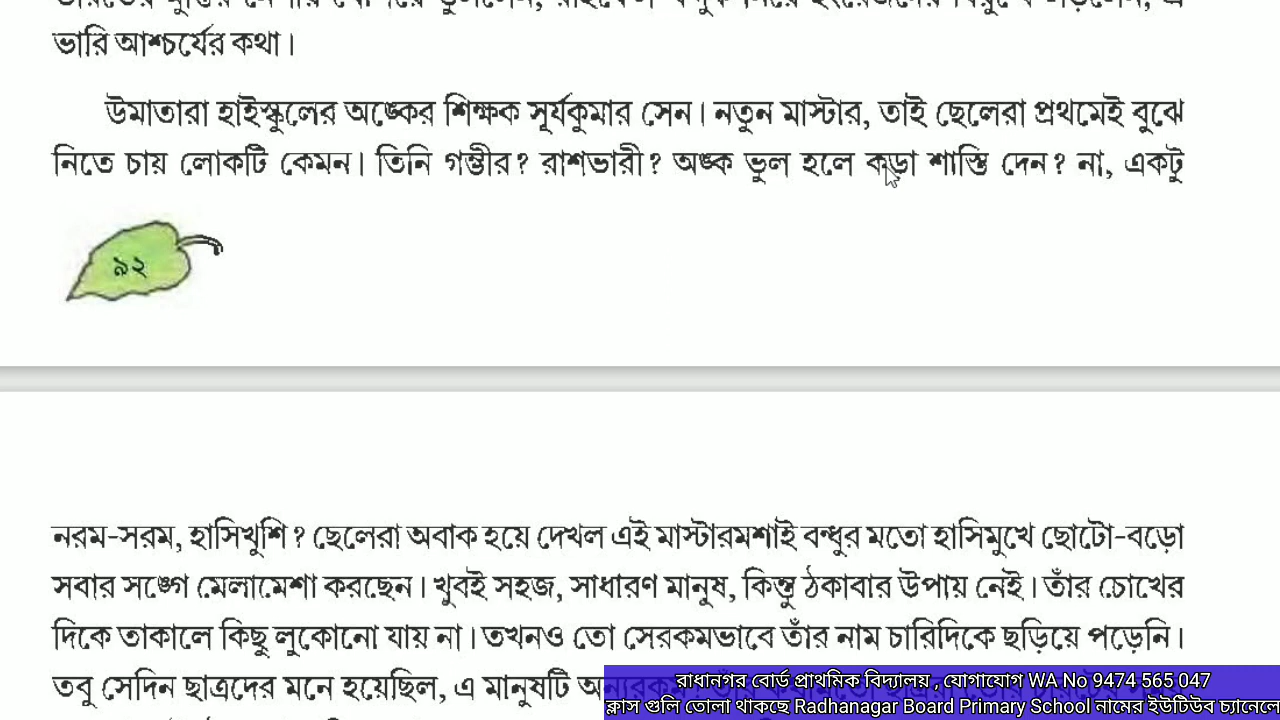 ভারি আশ্চর্যের কথা।
উমাতারা হাইস্কুলের অঙ্কের শিক্ষক সূর্যকুমার সেন। নতুন মাস্টার, তাই ছেলেরা প্রথমেই বুঝে
নিতে চায় লোকটি কেমন। তিনি গম্ভীর? রাশভারী? অঙ্ক ভুল হলে কড়া শাস্তি দেন? না, একটু
৯২
নরম-সরম, হাসিখুশি? ছেলেরা অবাক হয়ে দেখল এই মাস্টারমশাই বন্ধুর মতো হাসিমুখে ছোটো-বড়ো
সবার সঙ্গে মেলামেশা করছেন। খুবই সহজ, সাধারণ মানুষ, কিন্তু ঠকাবার উপায় নেই। তাঁর চোখের
দিকে তাকালে কিছু লুকোনো যায় না। তখনও তো সেরকমভাবে তাঁর নাম চারিদিকে ছড়িয়ে পড়েনি।
তবু সেদিন ছাত্রদের মনে হয়েছিল, এ মানুষটি
রাধানগর বোর্ড প্রাথমিক বিদ্যালয়, যোগাযোগ WA No 9474 565 047
ক্লাস গুলি তোলা থাকছে Radhanagar Board Primary School নামের ইউটিউব চ্যানেলে